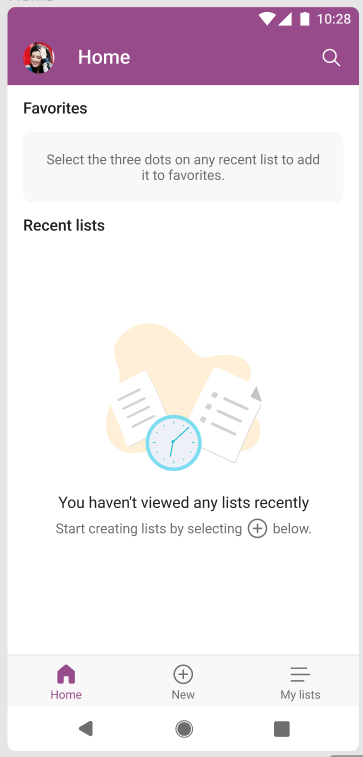 10:28
Home
Favorites
Select the three dots on any recent list to add
it to favorites.
Recent lists
You haven't viewed any lists recently
Start creating lists by selecting below.
Home
New
My lists